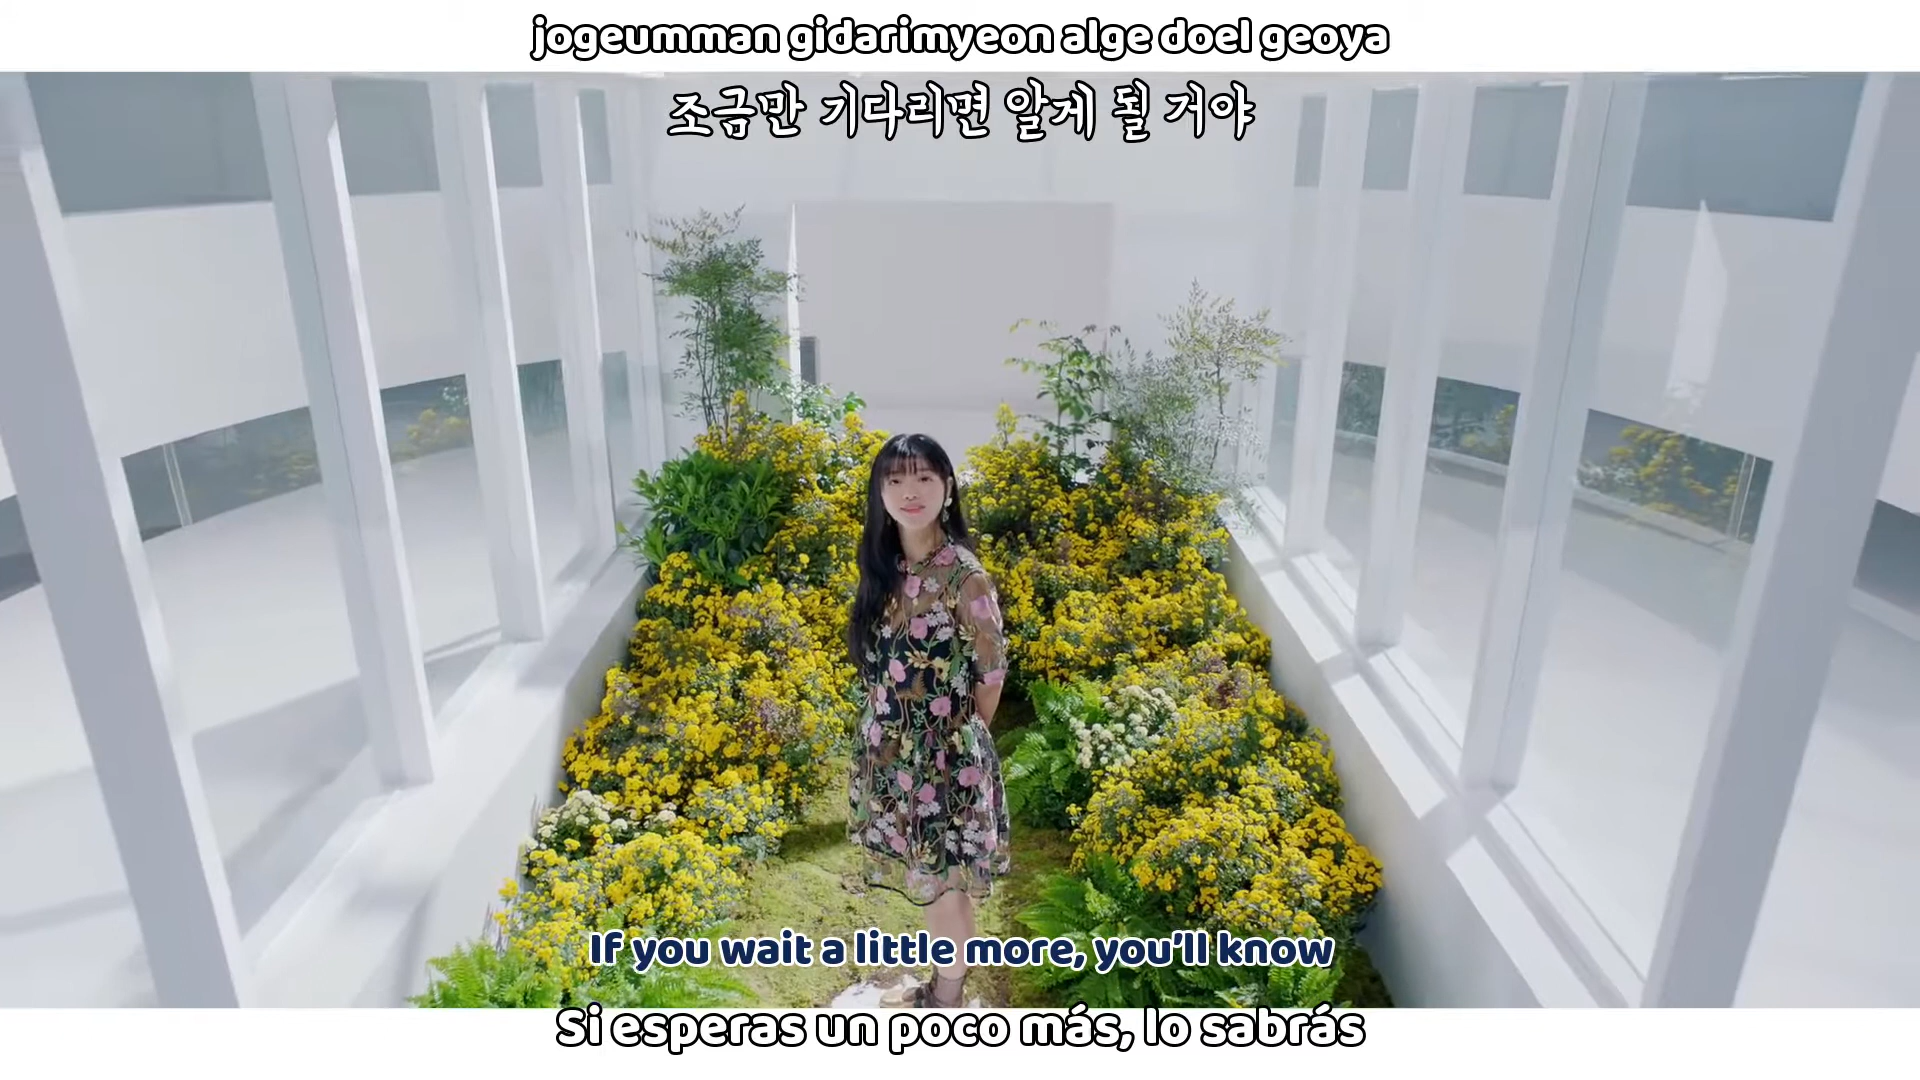 jogeumman gidarimyeon alge doel geoya
조금만 기다리면 알게 될 거야
If you wait a little more, you'll know
Si esperas un poco más, lo sabrás